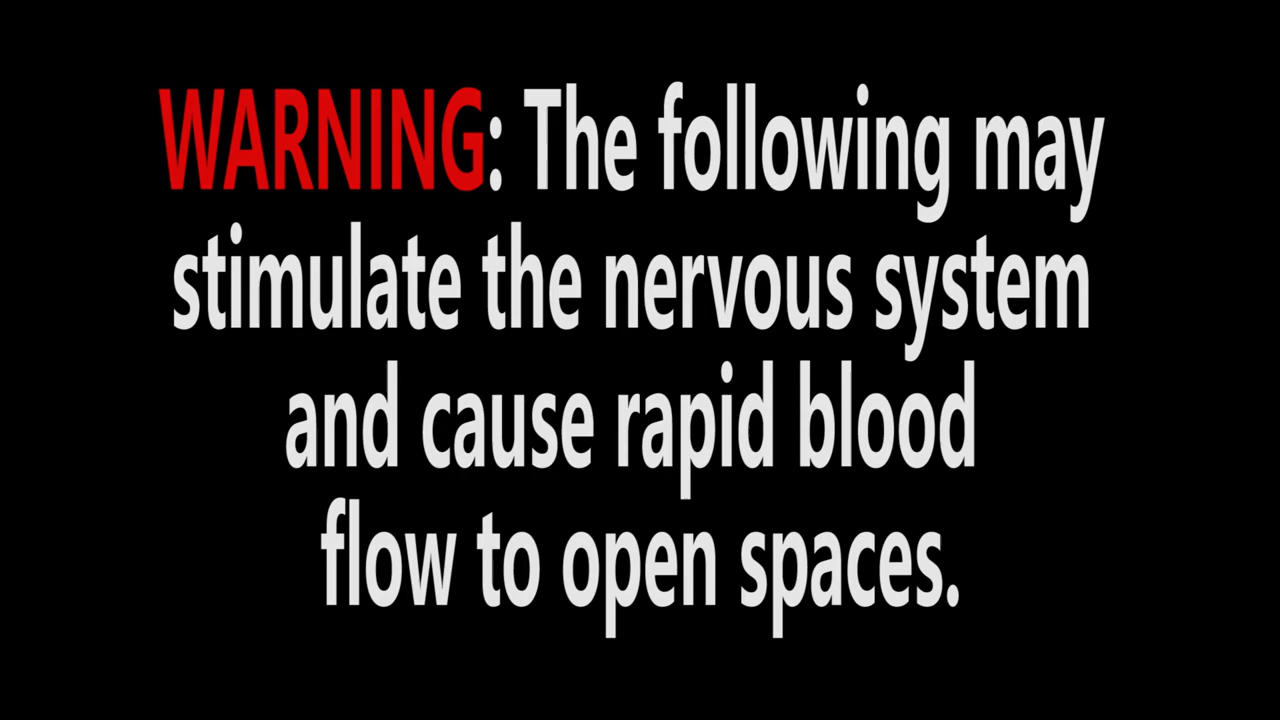 WARNING: The following may
stimulate the nervous system
and cause rapid blood
flow to open spaces.